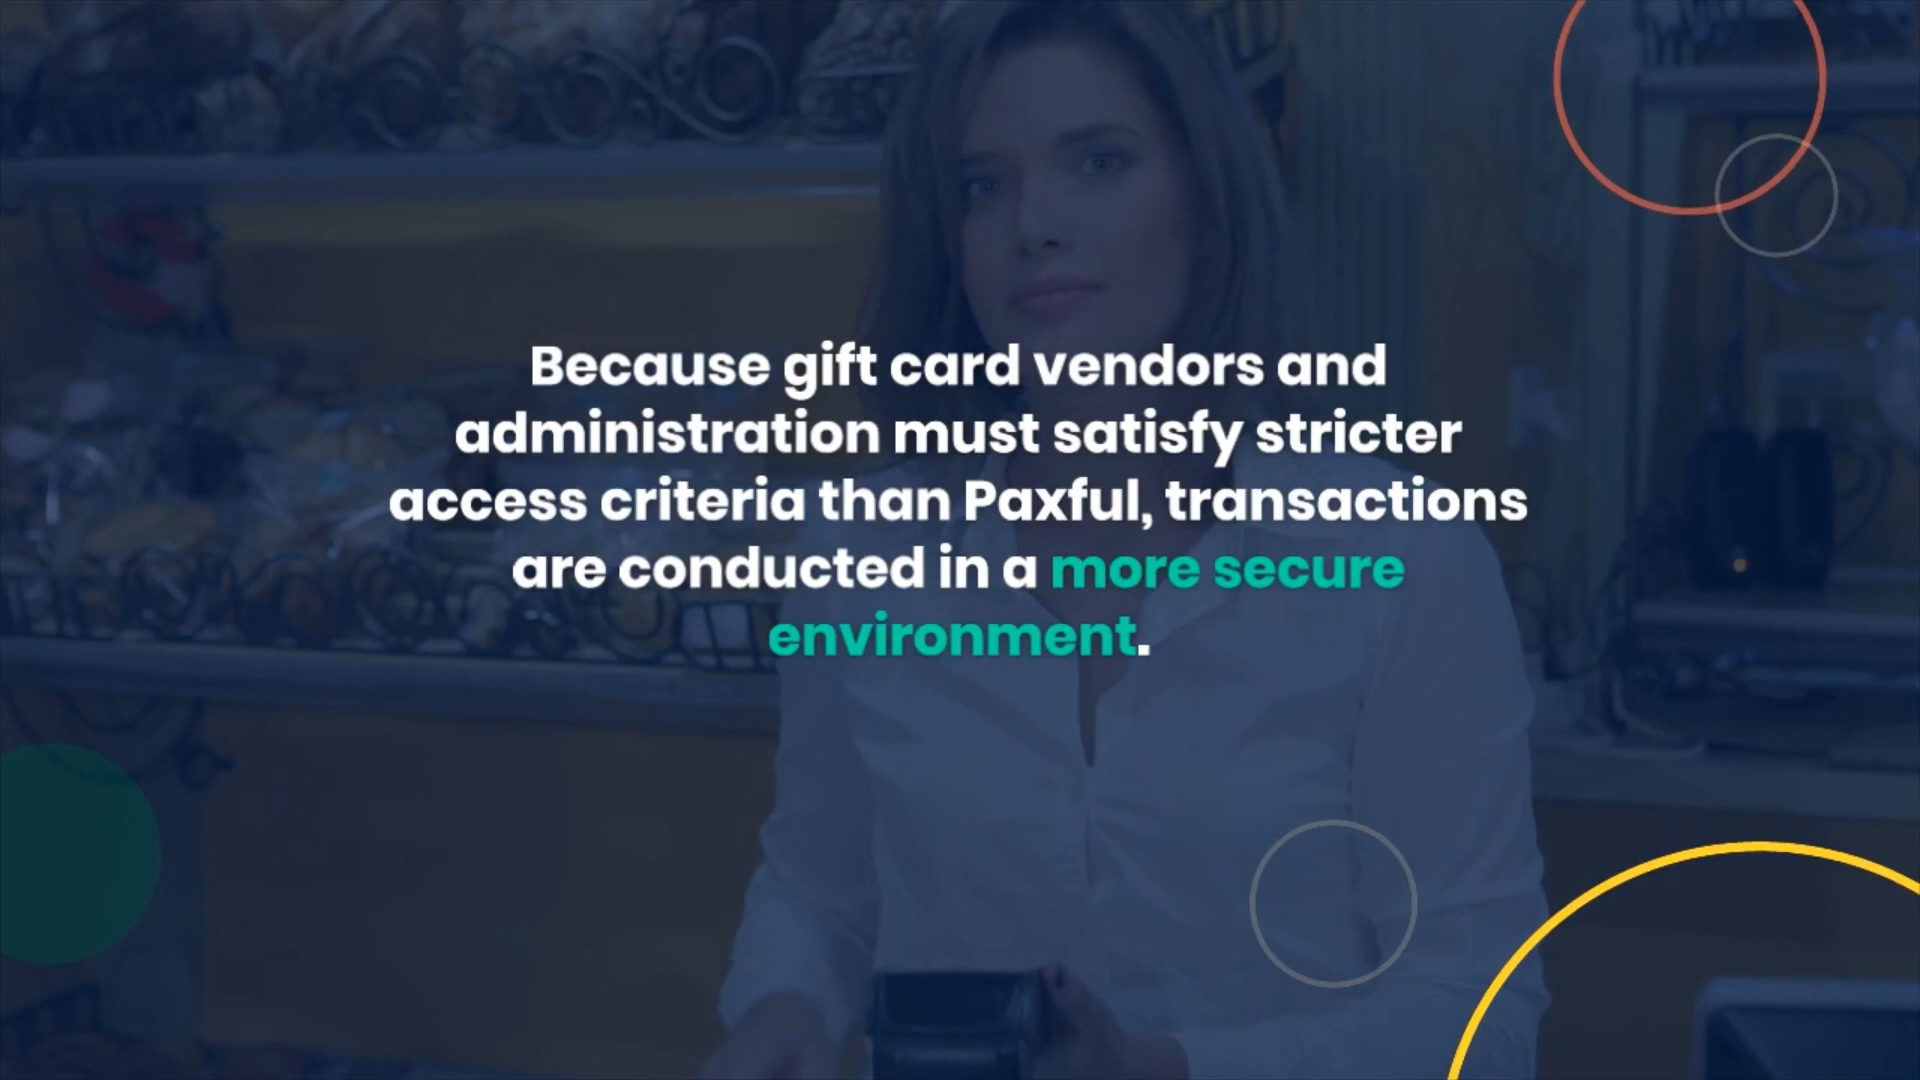 Because gift card vendors and
administration must satisfy stricter
access criteria than Paxful, transactions
are conducted in a more secure
environment.